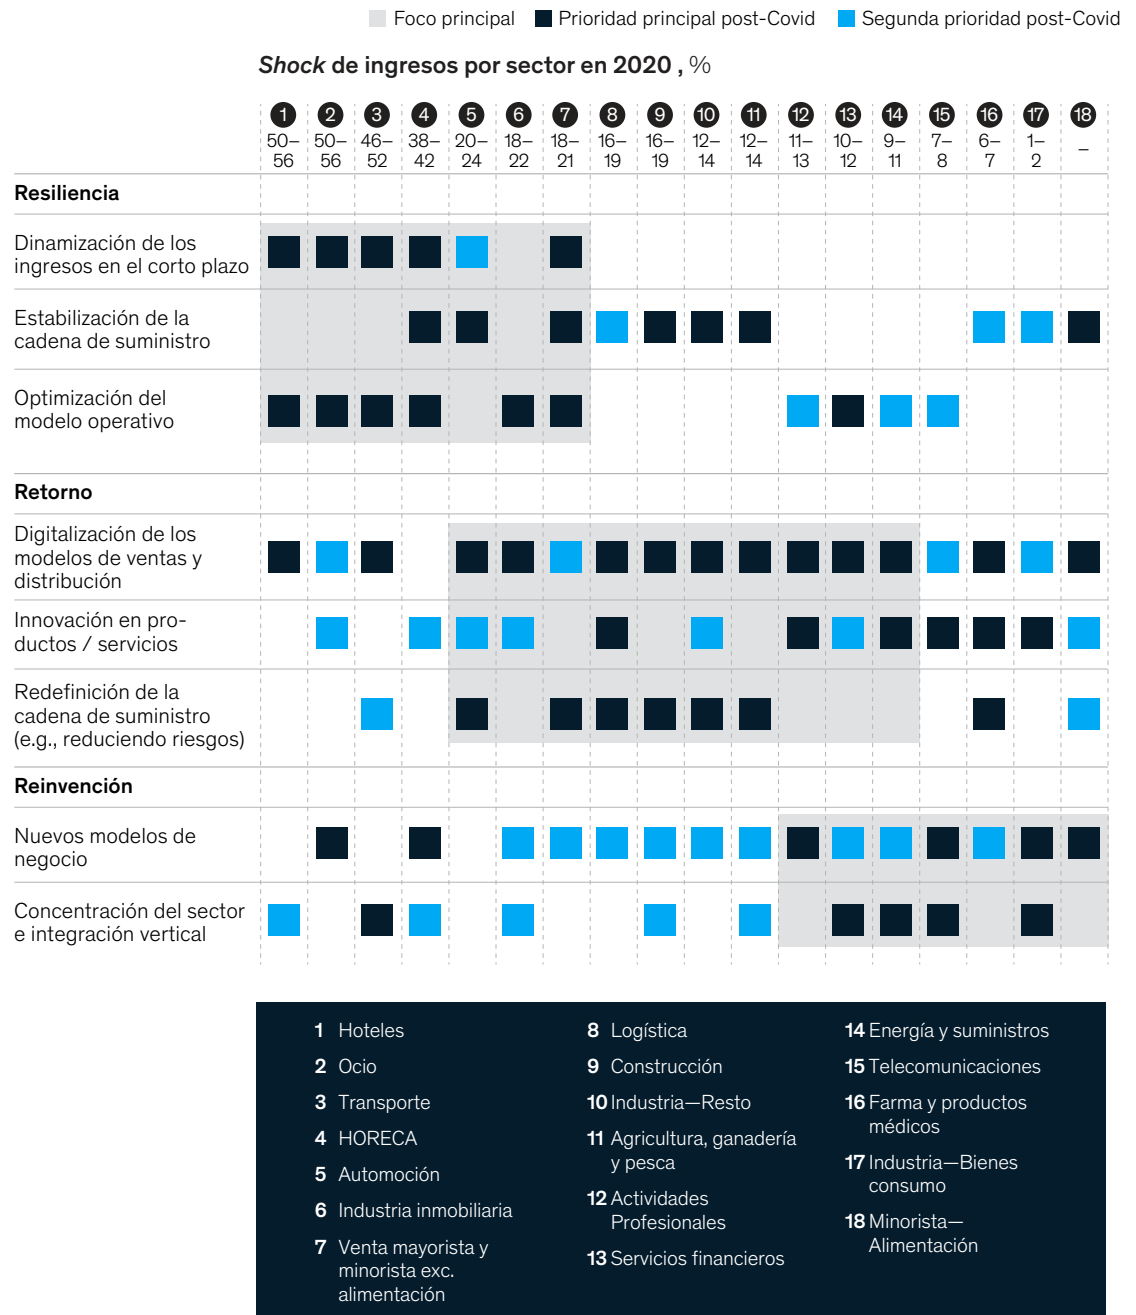 Foco principal Prioridad principal post-Covid Segunda prioridad post-Covid
Shock de ingresos por sector en 2020 , %
1 2 3 4 5 6 7 8 9 10 11 12 13 14 15 16 17 18
50– 50– 46– 38– 20– 18– 18– 16– 16– 12– 12– 11– 10– 9– 7– 6– 1– –
56 56 52 42 24 22 21 19 19 14 14 13 12 11 8 7 2
Resiliencia
Dinamización de los
ingresos en el corto plazo
Estabilización de la
cadena de suministro
Optimización del
modelo operativo
Retorno
Digitalización de los
modelos de ventas y
distribución
Innovación en pro-
ductos / servicios
Redefinición de la
cadena de suministro
(e.g., reduciendo riesgos)
Reinvención
Nuevos modelos de
negocio
Concentración del sector
e integración vertical
1 Hoteles
2 Ocio
3 Transporte
4 HORECA
5 Automoción
6 Industria inmobiliaria
7 Venta mayorista y
minorista exc.
alimentación
8 Logística
9 Construcción
10 Industria—Resto
11 Agricultura, ganadería
y pesca
12 Actividades
Profesionales
13 Servicios financieros
14 Energía y suministros
15 Telecomunicaciones
16 Farma y productos
médicos
17 Industria—Bienes
consumo
18 Minorista—
Alimentación